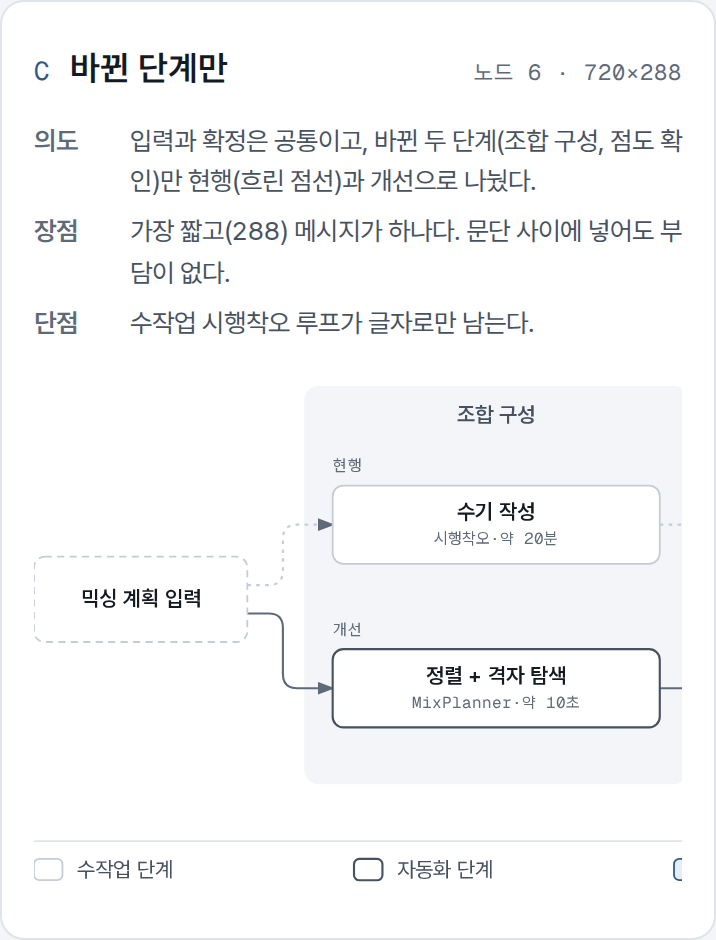 C 바뀐 단계만 노드 6 · 720×288
의도 입력과 확정은 공통이고, 바뀐 두 단계(조합 구성, 점도 확
인)만 현행(흐린 점선)과 개선으로 나눴다.
장점 가장 짧고(288) 메시지가 하나다. 문단 사이에 넣어도 부
담이 없다.
단점 수작업 시행착오 루프가 글자로만 남는다.
조합 구성
현행
수기 작성
시행착오·약 20분
믹싱 계획 입력
개선
정렬 + 격자 탐색
MixPlanner·약 10초
수작업 단계 자동화 단계